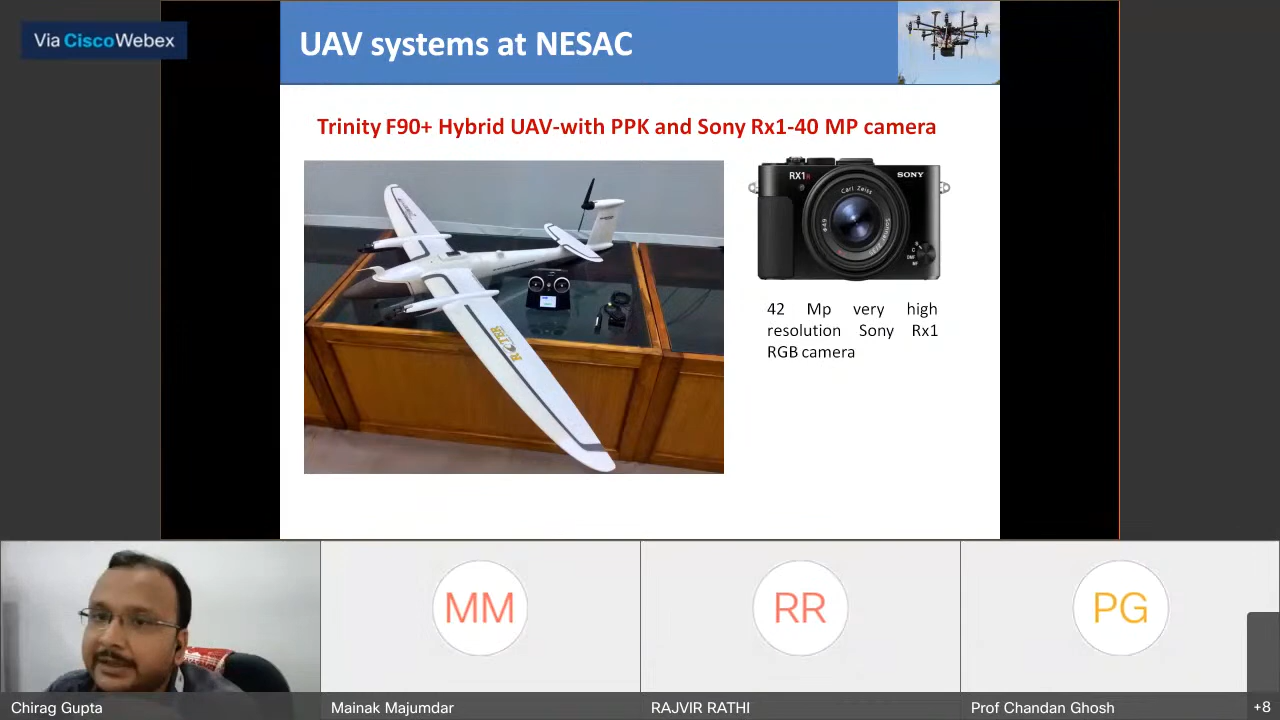 Via CiscoWebex
UAV systems at NESAC
Trinity F90+ Hybrid UAV-with PPK and Sony Rx1-40 MP camera
RX1R
SONY
Carl Zeiss
42 Mp very high
resolution Sony Rx1
RGB camera
MM
RR
PG
Chirag Gupta
Mainak Majumdar
RAJVIR RATHI
Prof Chandan Ghosh
+8